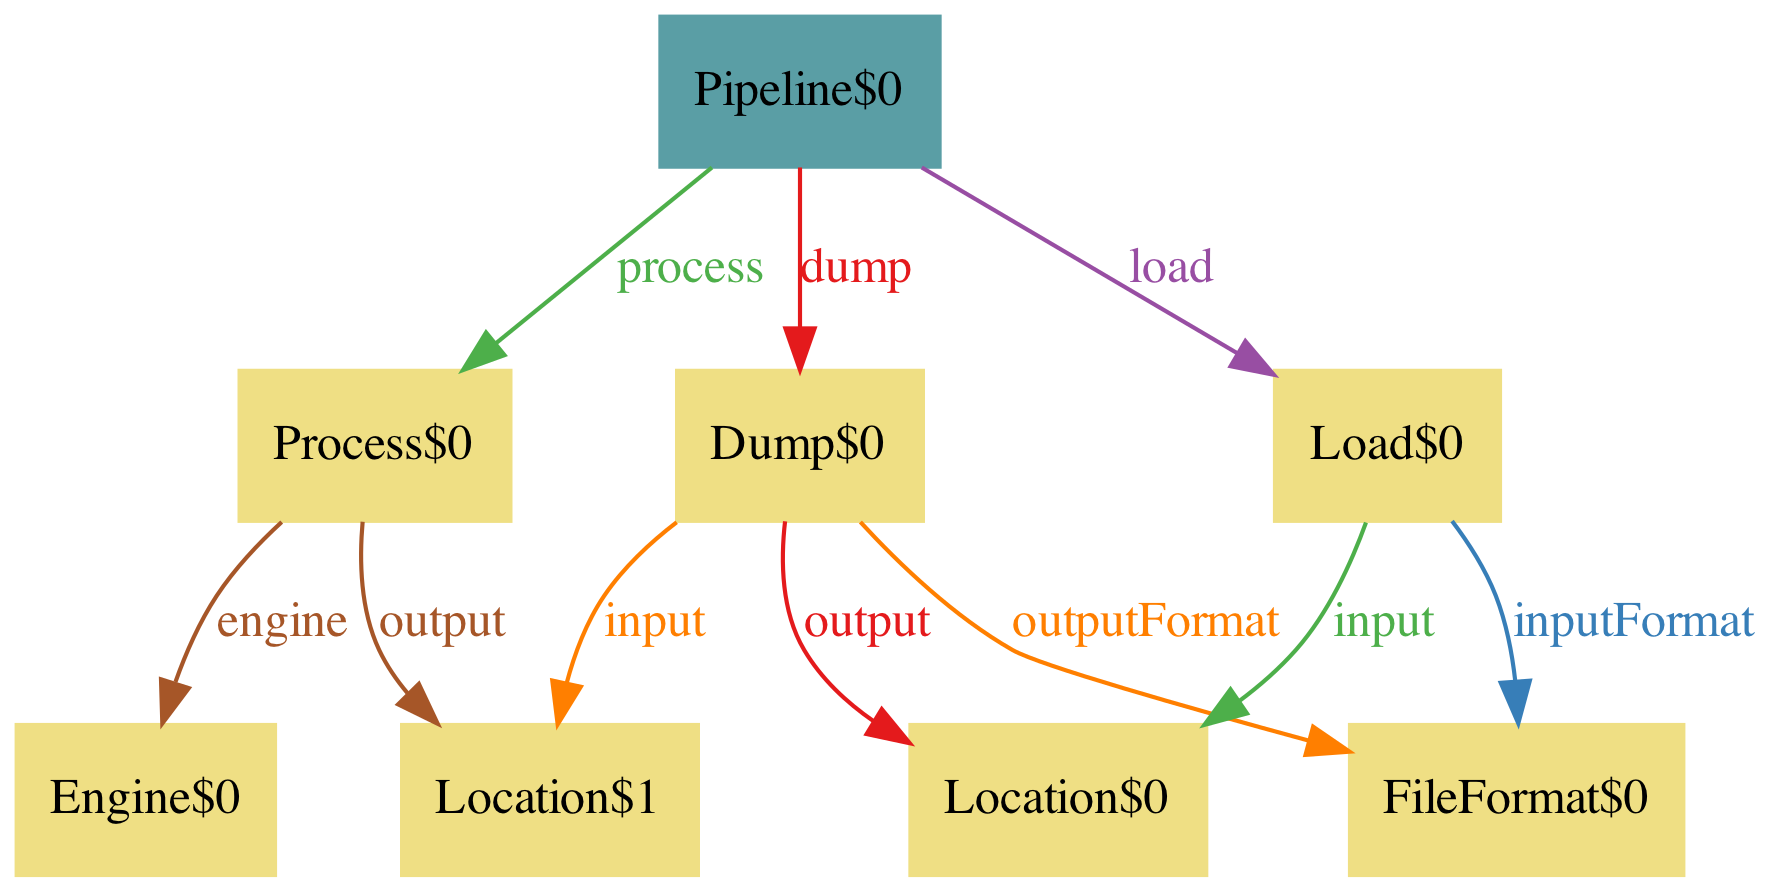 Pipeline$0
process
dump
load
Process$0
Dump$0
Load$0
engine
output
input
output
outputFormat
input
inputFormat
Engine$0
Location$1
Location$0
FileFormat$0